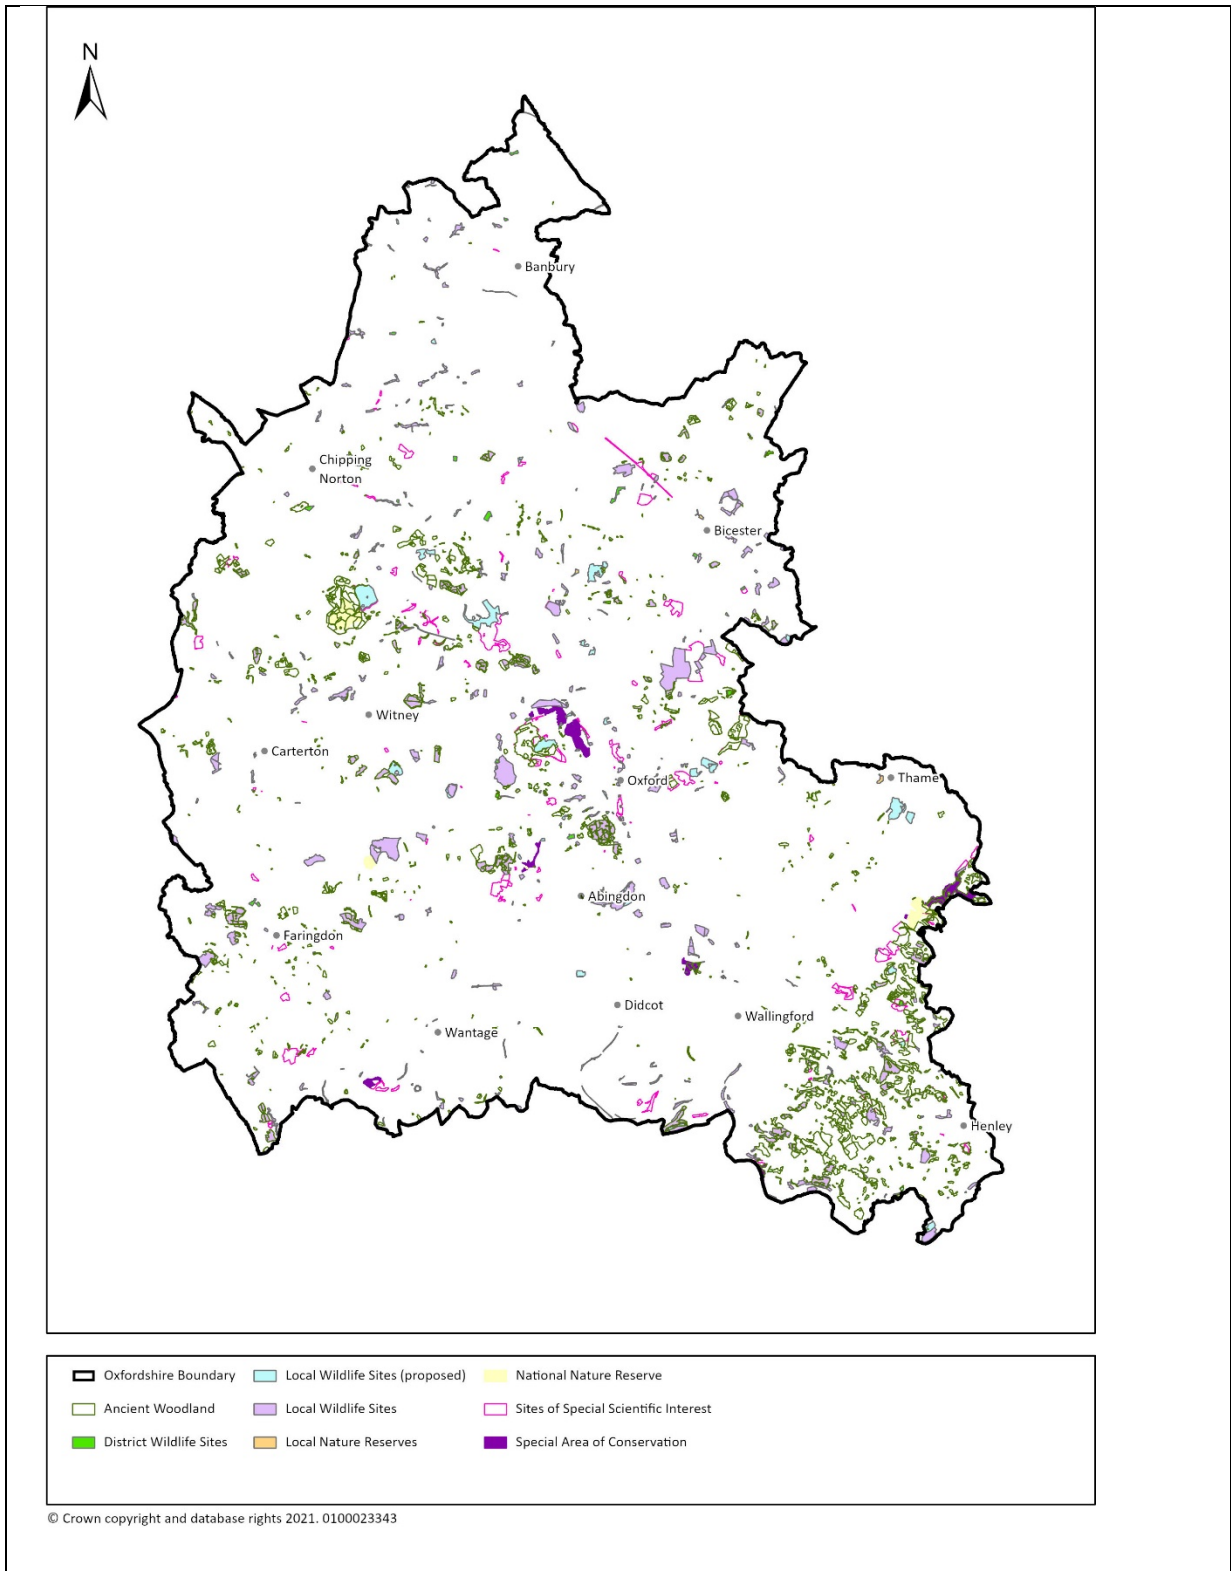 N
Banbury
Chipping
Norton
Bicester
Witney
Carterton
Oxford
Thame
Abingdon
Faringdon
Didcot
Wallingford
Wantage
Henley
Oxfordshire Boundary
Local Wildlife Sites (proposed)
National Nature Reserve
Ancient Woodland
Local Wildlife Sites
Sites of Special Scientific Interest
District Wildlife Sites
Local Nature Reserves
Special Area of Conservation
© Crown copyright and database rights 2021. 0100023343